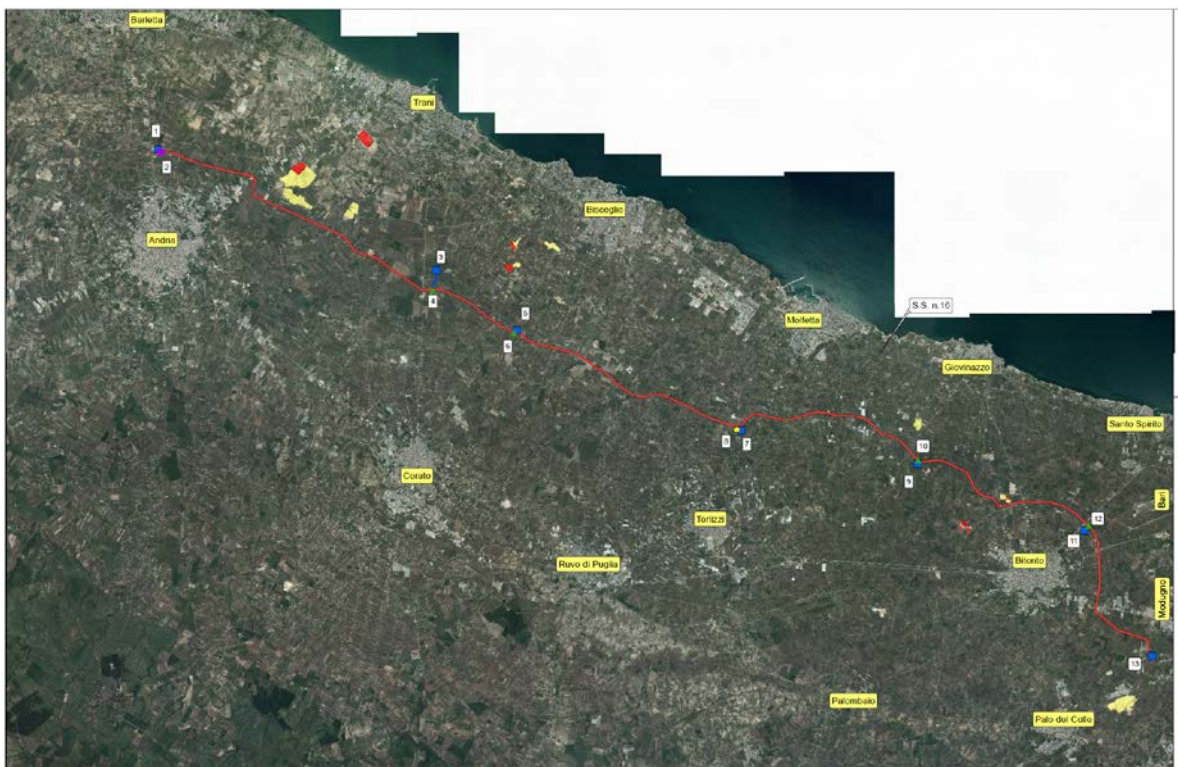 Barletta
Trani
1
2
Bisceglie
Andria
3
4
S.S. n.16
Molfetta
5
6
Giovinazzo
Santo Spirito
8
7
10
9
Corato
Bari
Terlizzi
12
11
Ruvo di Puglia
Bitonto
Modugno
13
Palombaio
Palo del Colle